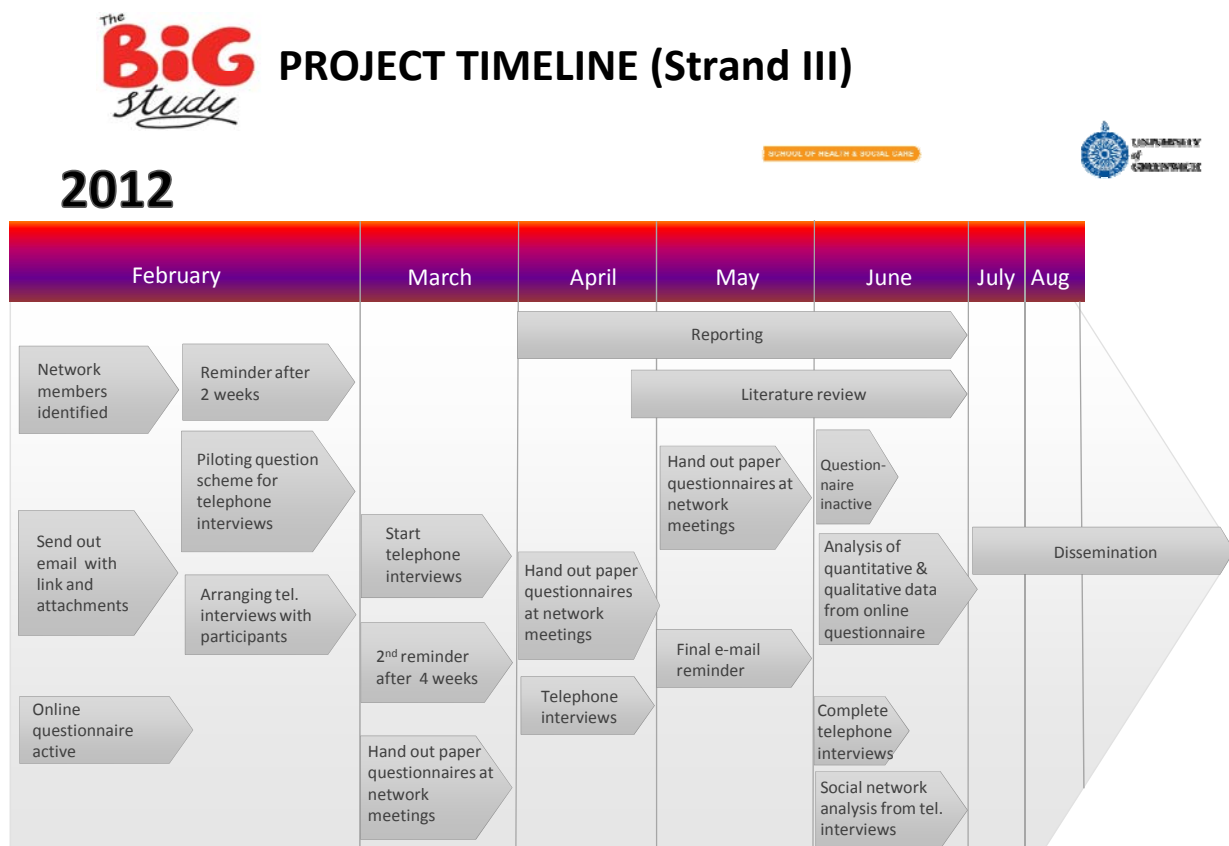 The
BiG
study
PROJECT TIMELINE (Strand III)
SCHOOL OF HEALTH & SOCIAL CARE
UNIVERSITY
of
GREENWICH
2012
February
March
April
May
June
July
Aug
Reporting
Literature review
Network
members
identified
Reminder after
2 weeks
Piloting question
scheme for
telephone
interviews
Send out
email with
link and
attachments
Arranging tel.
interviews with
participants
Online
questionnaire
active
Start
telephone
interviews
2nd reminder
after 4 weeks
Hand out paper
questionnaires at
network
meetings
Hand out paper
questionnaires
at network
meetings
Telephone
interviews
Hand out paper
questionnaires at
network
meetings
Final e-mail
reminder
Question-
naire
inactive
Analysis of
quantitative &
qualitative data
from online
questionnaire
Complete
telephone
interviews
Social network
analysis from tel.
interviews
Dissemination